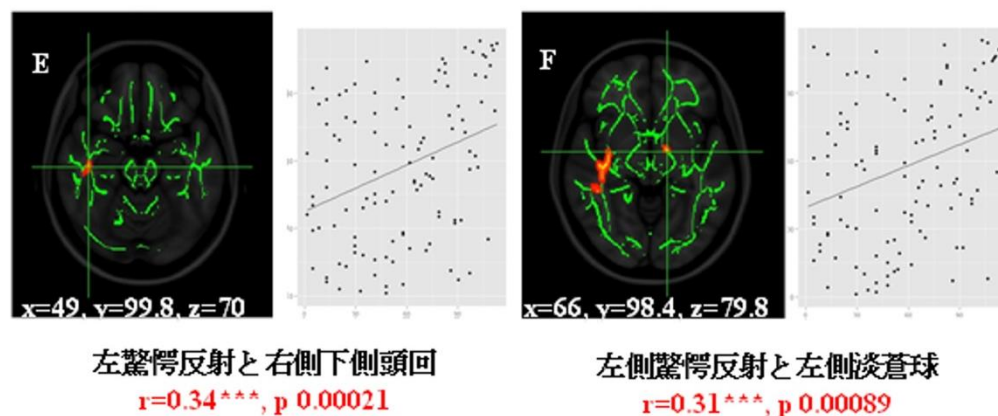 E
x=49, y=99.8, z=70
F
x=66, y=98.4, z=79.8
左驚愕反射と右側下側頭回
r=0.34***, p 0.00021
左側驚愕反射と左側淡蒼球
r=0.31***, p 0.00089